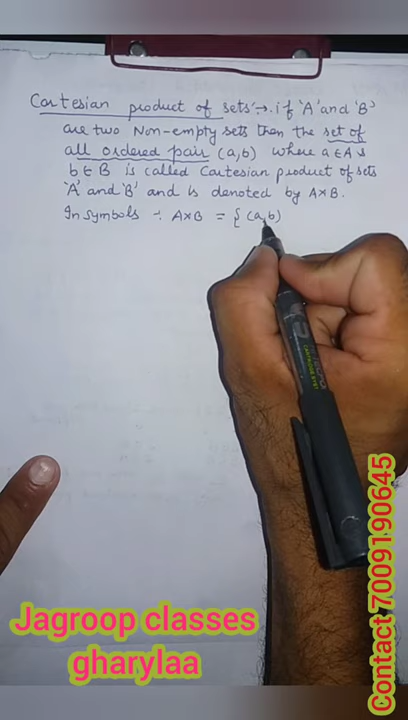 Cartesian product of sets :→ if 'A' and 'B'
are two Non-empty sets then the set of
all ordered pair (a,b) where a ∈ A &
b ∈ B is called Cartesian product of sets
'A' and 'B' and is denoted by A×B.
In symbols :- A×B = { (a,b)
Jagroop classes
gharylaa
Contact 7009190645